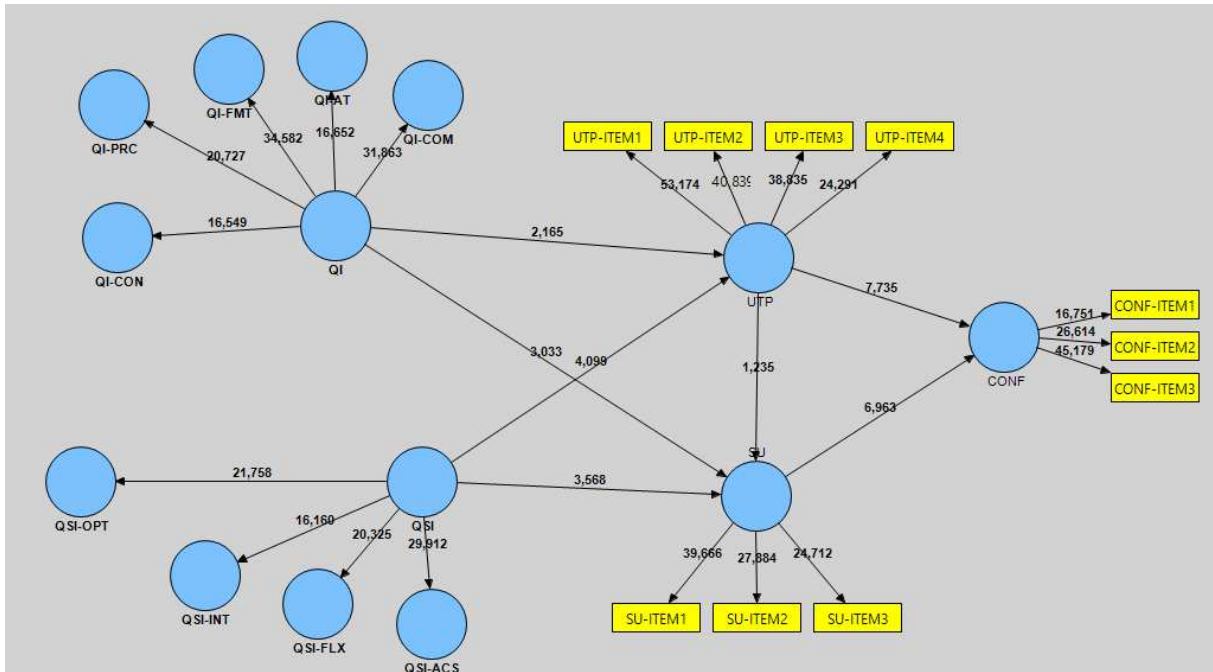 QI-PRC
QI-FMT
QI-COM
20,727
34,582
16,652
31,863
16,549
QI-CON
QI
UTP-ITEM1
UTP-ITEM2
UTP-ITEM3
UTP-ITEM4
53,174
40,839
38,835
24,291
2,165
UTP
7,735
3,033
4,099
1,235
16,751
26,614
45,179
CONF-ITEM1
CONF-ITEM2
CONF-ITEM3
CONF
6,963
SU
21,758
QSI-OPT
QSI
3,568
16,160
20,325
29,912
QSI-INT
QSI-FLX
QSI-ACS
39,666
27,884
24,712
SU-ITEM1
SU-ITEM2
SU-ITEM3